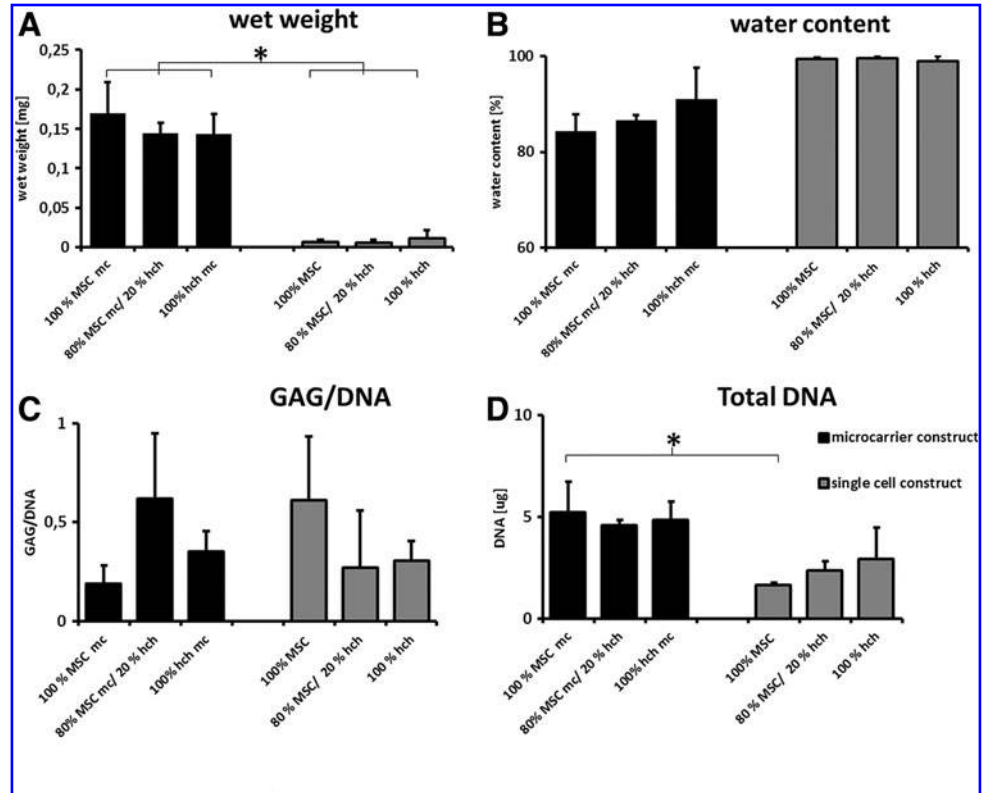 A
wet weight
wet weight [mg]
0,25
0,2
0,15
0,1
0,05
0
*
100 % MSC mc
80% MSC mc/ 20 % hch
100% hch mc
100% MSC
80 % MSC/ 20 % hch
100 % hch
B
water content
water content [%]
100
80
60
100 % MSC mc
80% MSC mc/ 20 % hch
100% hch mc
100% MSC
80 % MSC/ 20 % hch
100 % hch
C
GAG/DNA
GAG/DNA
1
0,5
0
100 % MSC mc
80% MSC mc/ 20 % hch
100% hch mc
100% MSC
80 % MSC/ 20 % hch
100 % hch
D
Total DNA
DNA [ug]
10
5
0
*
microcarrier construct
single cell construct
100 % MSC mc
80% MSC mc/ 20 % hch
100% hch mc
100% MSC
80 % MSC/ 20 % hch
100 % hch